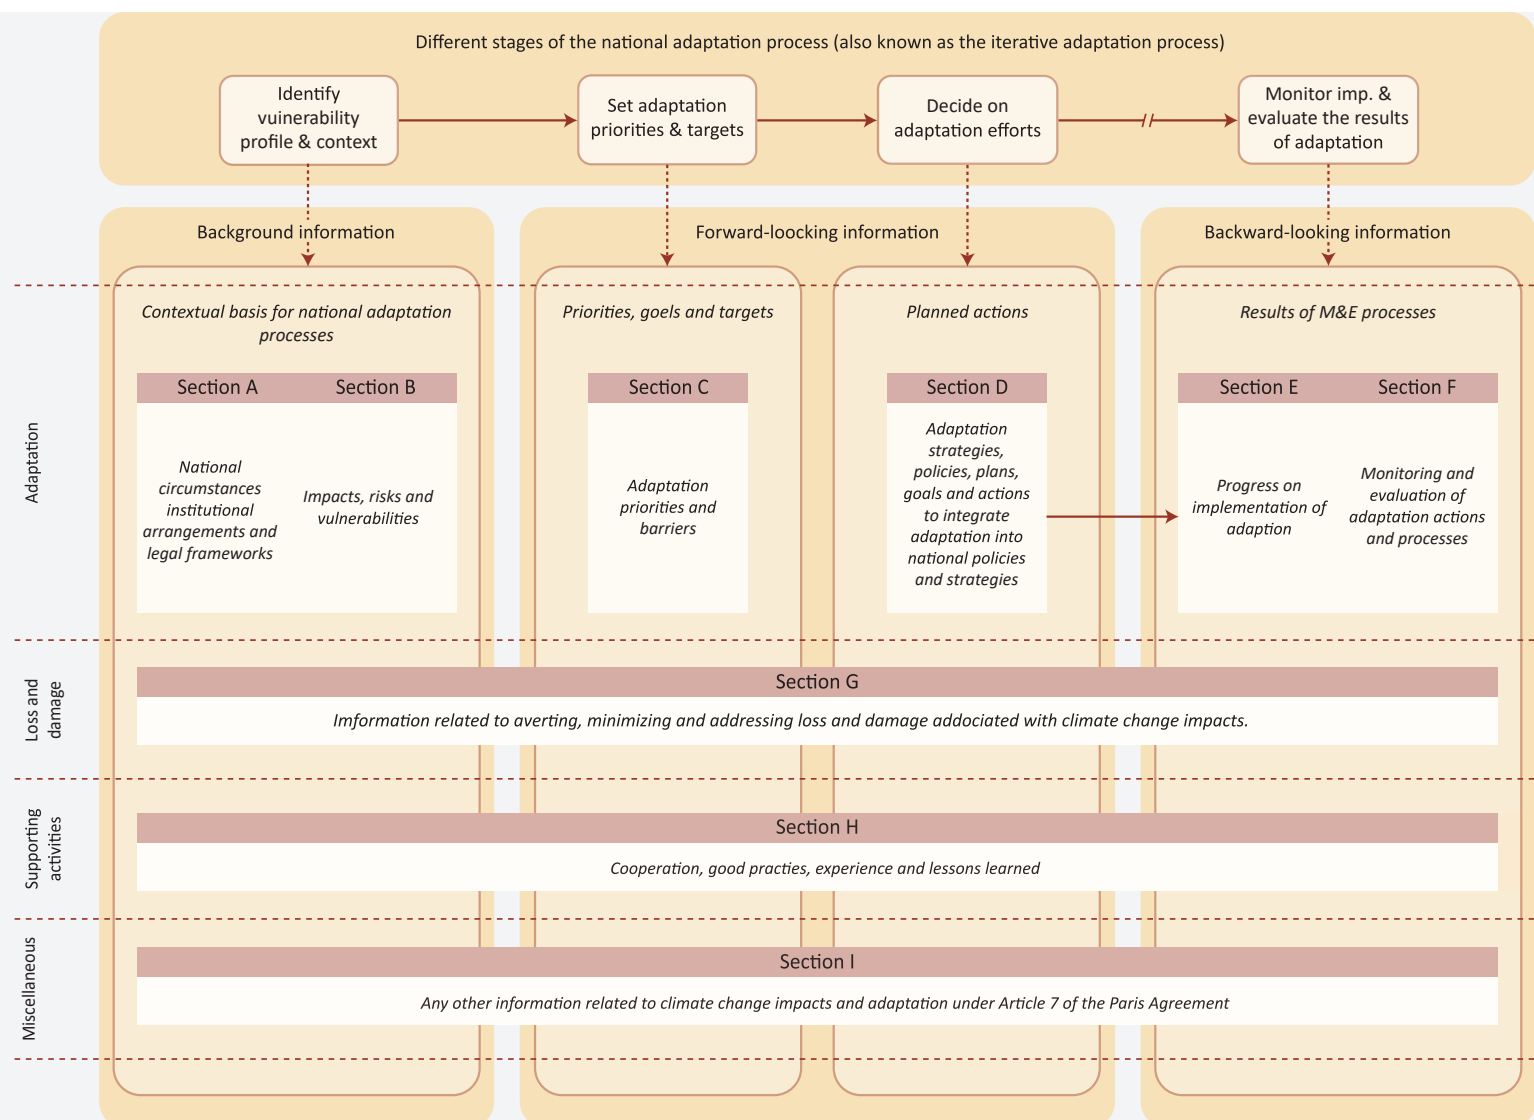 Different stages of the national adaptation process (also known as the iterative adaptation process)
Identify
vuinerability
profile & context
Set adaptation
priorities & targets
Decide on
adaptation efforts
Monitor imp. &
evaluate the results
of adaptation
Background information
Forward-loocking information
Backward-looking information
Adaptation
Contextual basis for national adaptation
processes
Priorities, goels and targets
Planned actions
Results of M&E processes
Section A
National
circumstances
institutional
arrangements and
legal frameworks
Section B
Impacts, risks and
vulnerabilities
Section C
Adaptation
priorities and
barriers
Section D
Adaptation
strategies,
policies, plans,
goals and actions
to integrate
adaptation into
national policies
and strategies
Section E
Progress on
implementation of
adaption
Section F
Monitoring and
evaluation of
adaptation actions
and processes
Loss and
damage
Section G
Imformation related to averting, minimizing and addressing loss and damage addociated with climate change impacts.
Supporting
activities
Section H
Cooperation, good practies, experience and lessons learned
Miscellaneous
Section I
Any other information related to climate change impacts and adaptation under Article 7 of the Paris Agreement